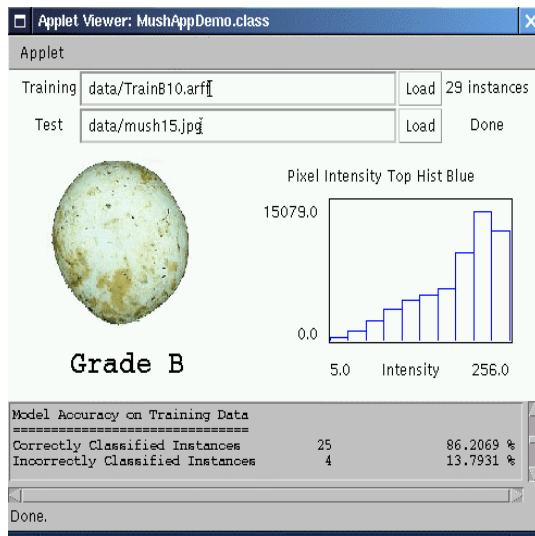 Applet Viewer: MushAppDemo.class
Applet
Training data/TrainB10.arff Load 29 instances
Test data/mush15.jpg Load Done
Pixel Intensity Top Hist Blue
15079.0
0.0
5.0 Intensity 256.0
Grade B
Model Accuracy on Training Data
===============================
Correctly Classified Instances 25 86.2069 %
Incorrectly Classified Instances 4 13.7931 %
Done.